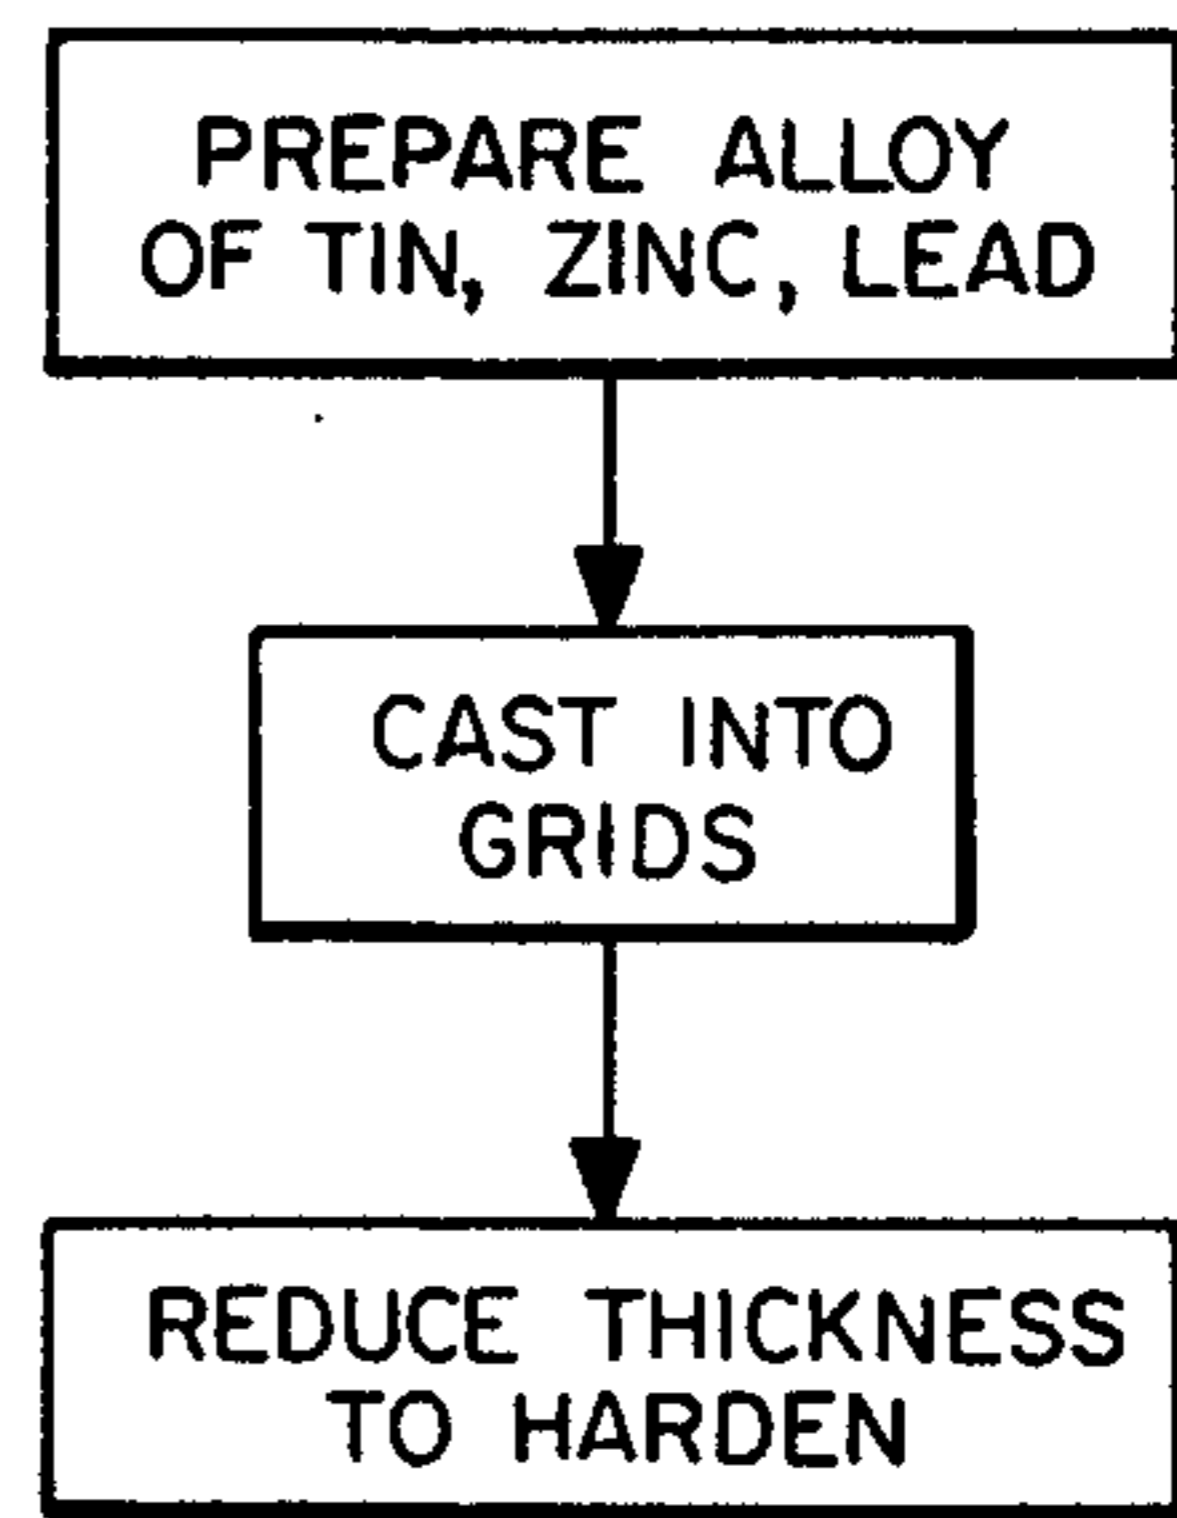 PREPARE ALLOY
OF TIN, ZINC, LEAD
CAST INTO
GRIDS
REDUCE THICKNESS
TO HARDEN